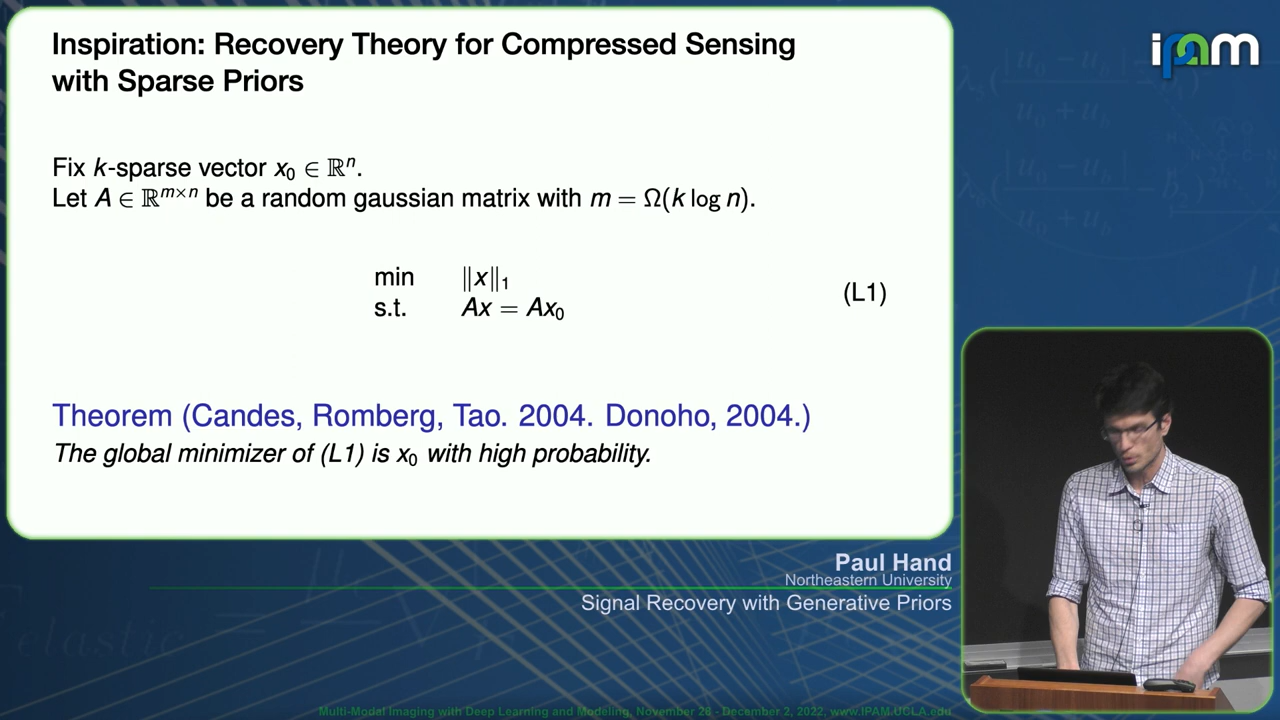 Inspiration: Recovery Theory for Compressed Sensing
with Sparse Priors
ipam
Fix k-sparse vector x₀ ∈ ℝⁿ.
Let A ∈ ℝᵐˣⁿ be a random gaussian matrix with m = Ω(k log n).
min ‖x‖₁
s.t. Ax = Ax₀
(L1)
Theorem (Candes, Romberg, Tao. 2004. Donoho, 2004.)
The global minimizer of (L1) is x₀ with high probability.
Paul Hand
Northeastern University
Signal Recovery with Generative Priors
elastic
Multi-Modal Imaging with Deep Learning and Modeling, November 28 - December 2, 2022, www.IPAM.UCLA.edu